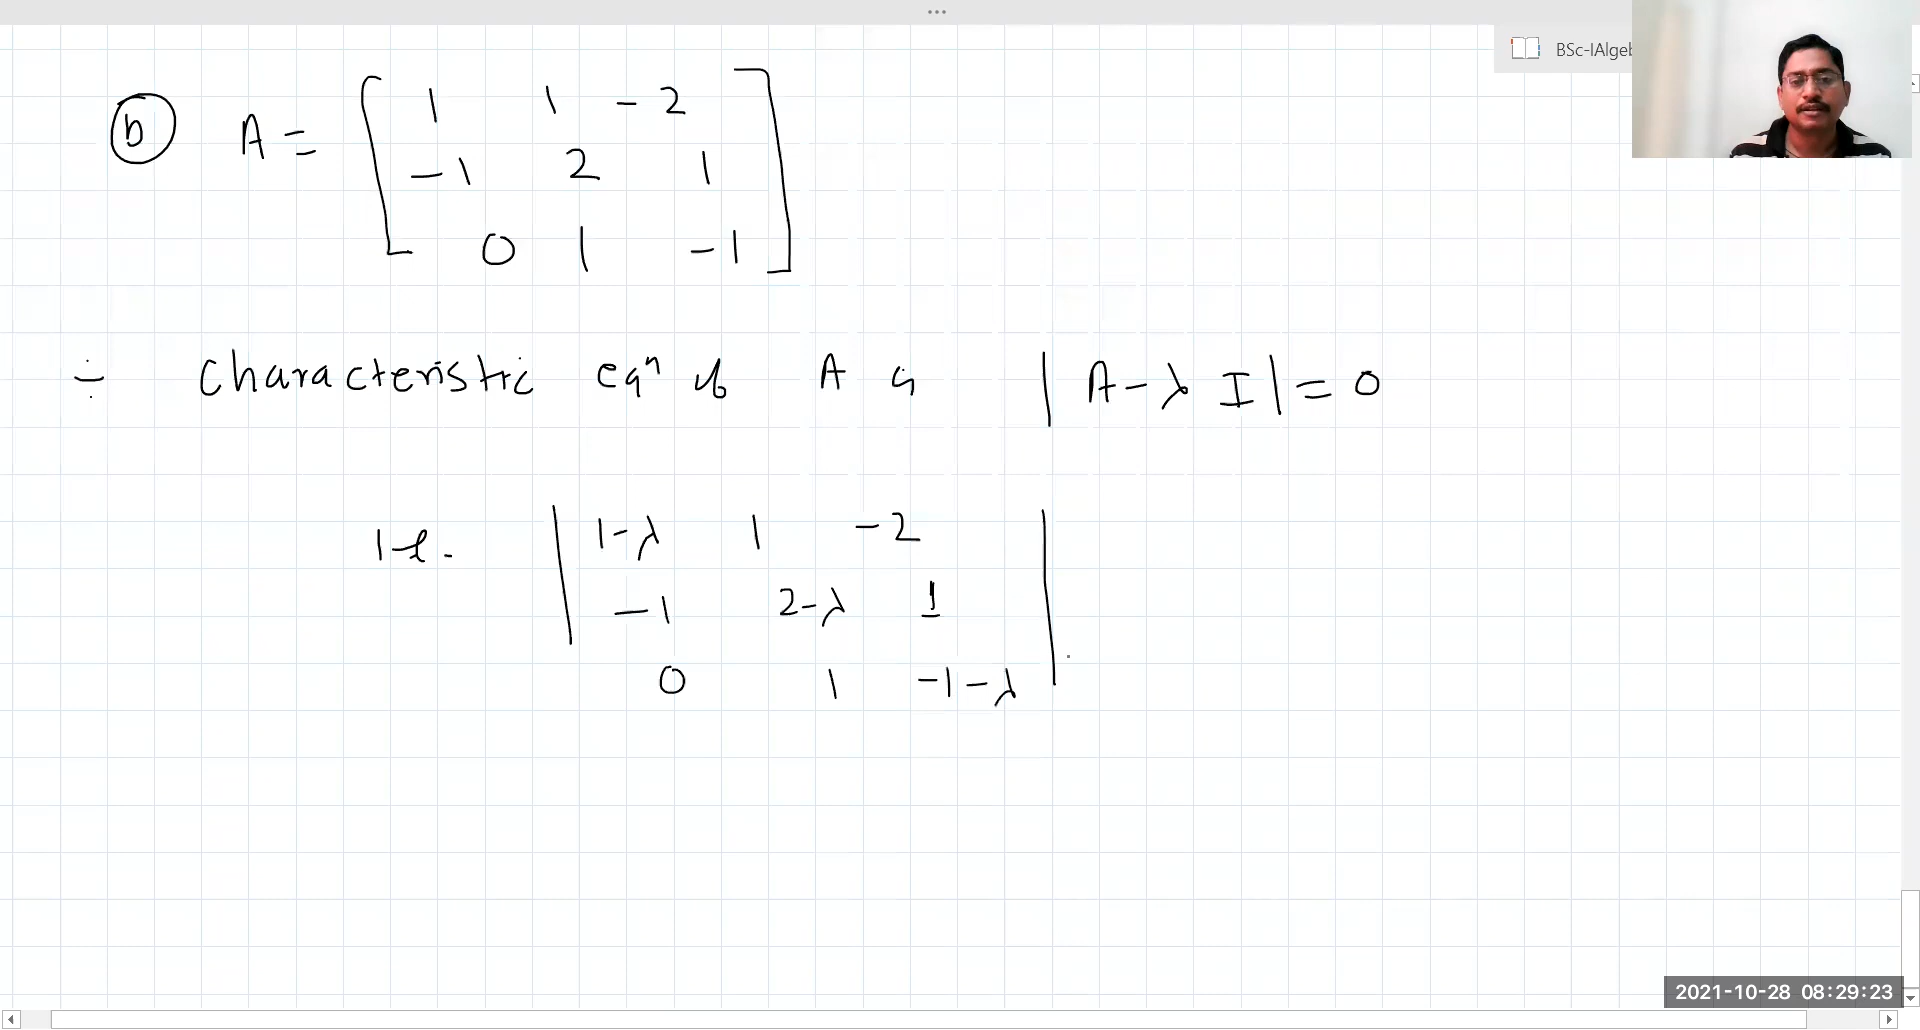 BSc-IAlgeb
b A = [ 1 1 -2
-1 2 1
0 1 -1 ]
÷ Characteristic eqⁿ of A is |A-λI|=0
i.e. | 1-λ 1 -2 |
-1 2-λ 1
0 1 -1-λ
2021-10-28 08:29:23